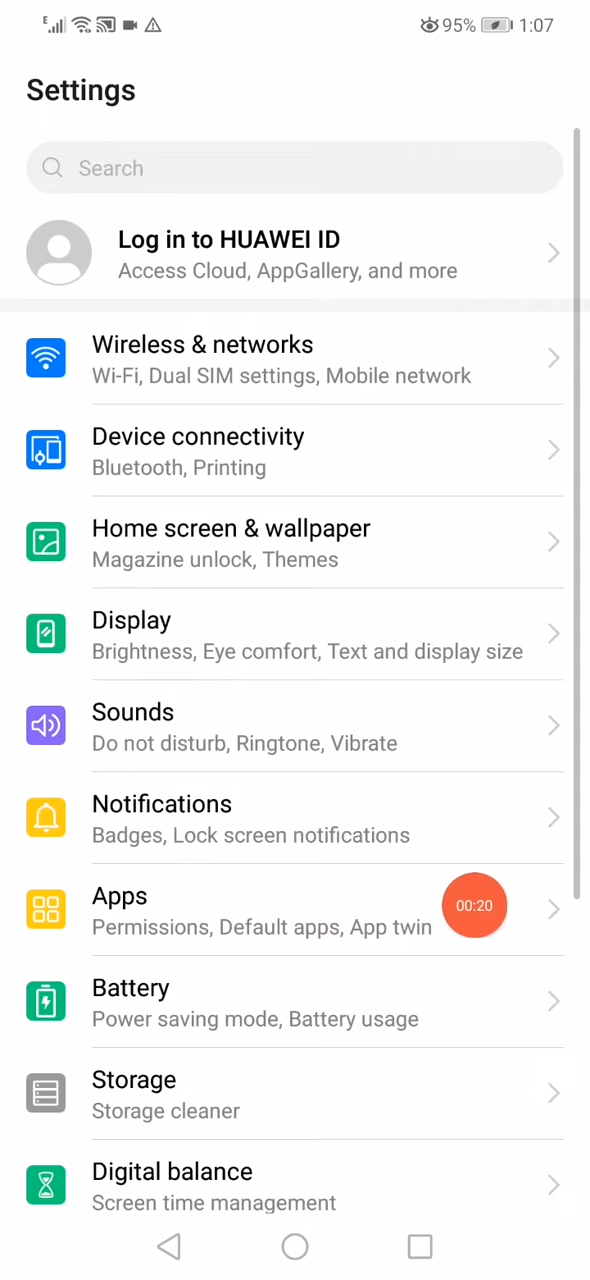 E 95% 1:07
Settings
Search
Log in to HUAWEI ID
Access Cloud, AppGallery, and more
Wireless & networks
Wi-Fi, Dual SIM settings, Mobile network
Device connectivity
Bluetooth, Printing
Home screen & wallpaper
Magazine unlock, Themes
Display
Brightness, Eye comfort, Text and display size
Sounds
Do not disturb, Ringtone, Vibrate
Notifications
Badges, Lock screen notifications
Apps
Permissions, Default apps, App twin
00:20
Battery
Power saving mode, Battery usage
Storage
Storage cleaner
Digital balance
Screen time management